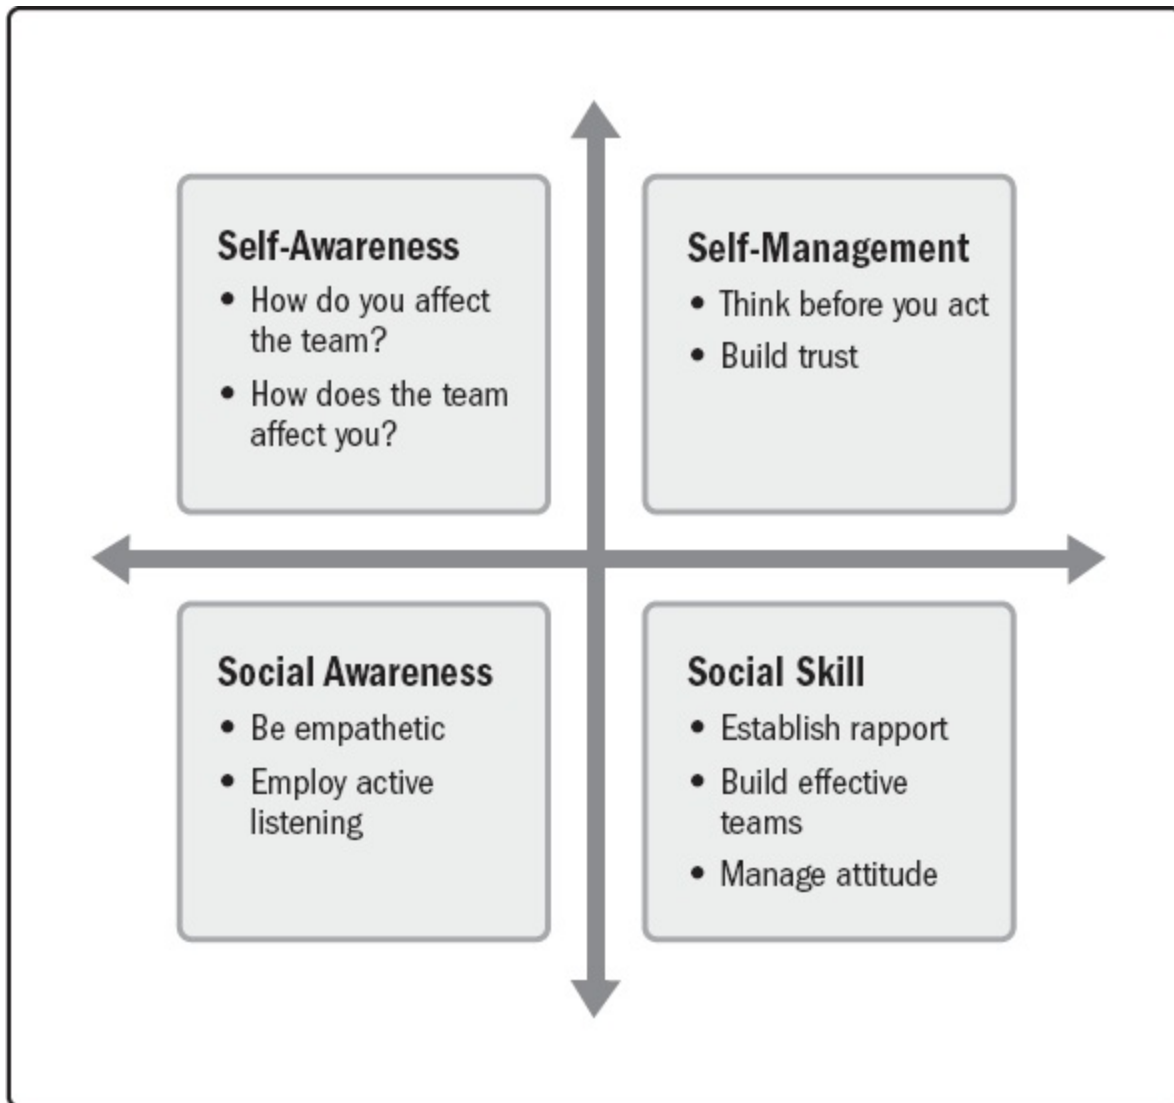 Self-Awareness
• How do you affect
the team?
• How does the team
affect you?
Self-Management
• Think before you act
• Build trust
Social Awareness
• Be empathetic
• Employ active
listening
Social Skill
• Establish rapport
• Build effective
teams
• Manage attitude